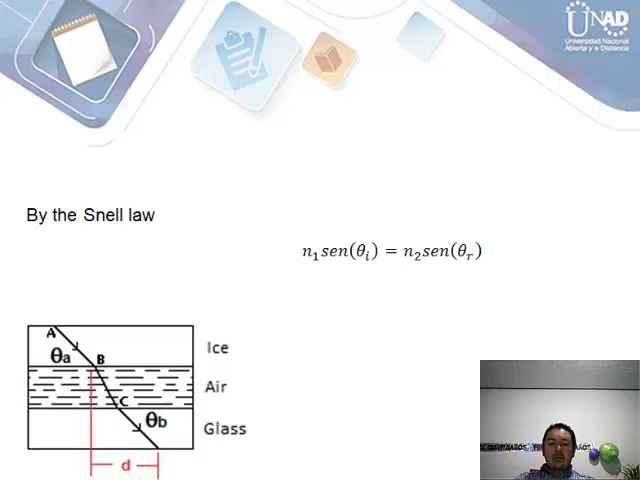 UNAD
Universidad Nacional
Abierta y a Distancia
By the Snell law
n₁sen(θᵢ) = n₂sen(θᵣ)
A
θa
B
Ice
Air
C
θb
Glass
d